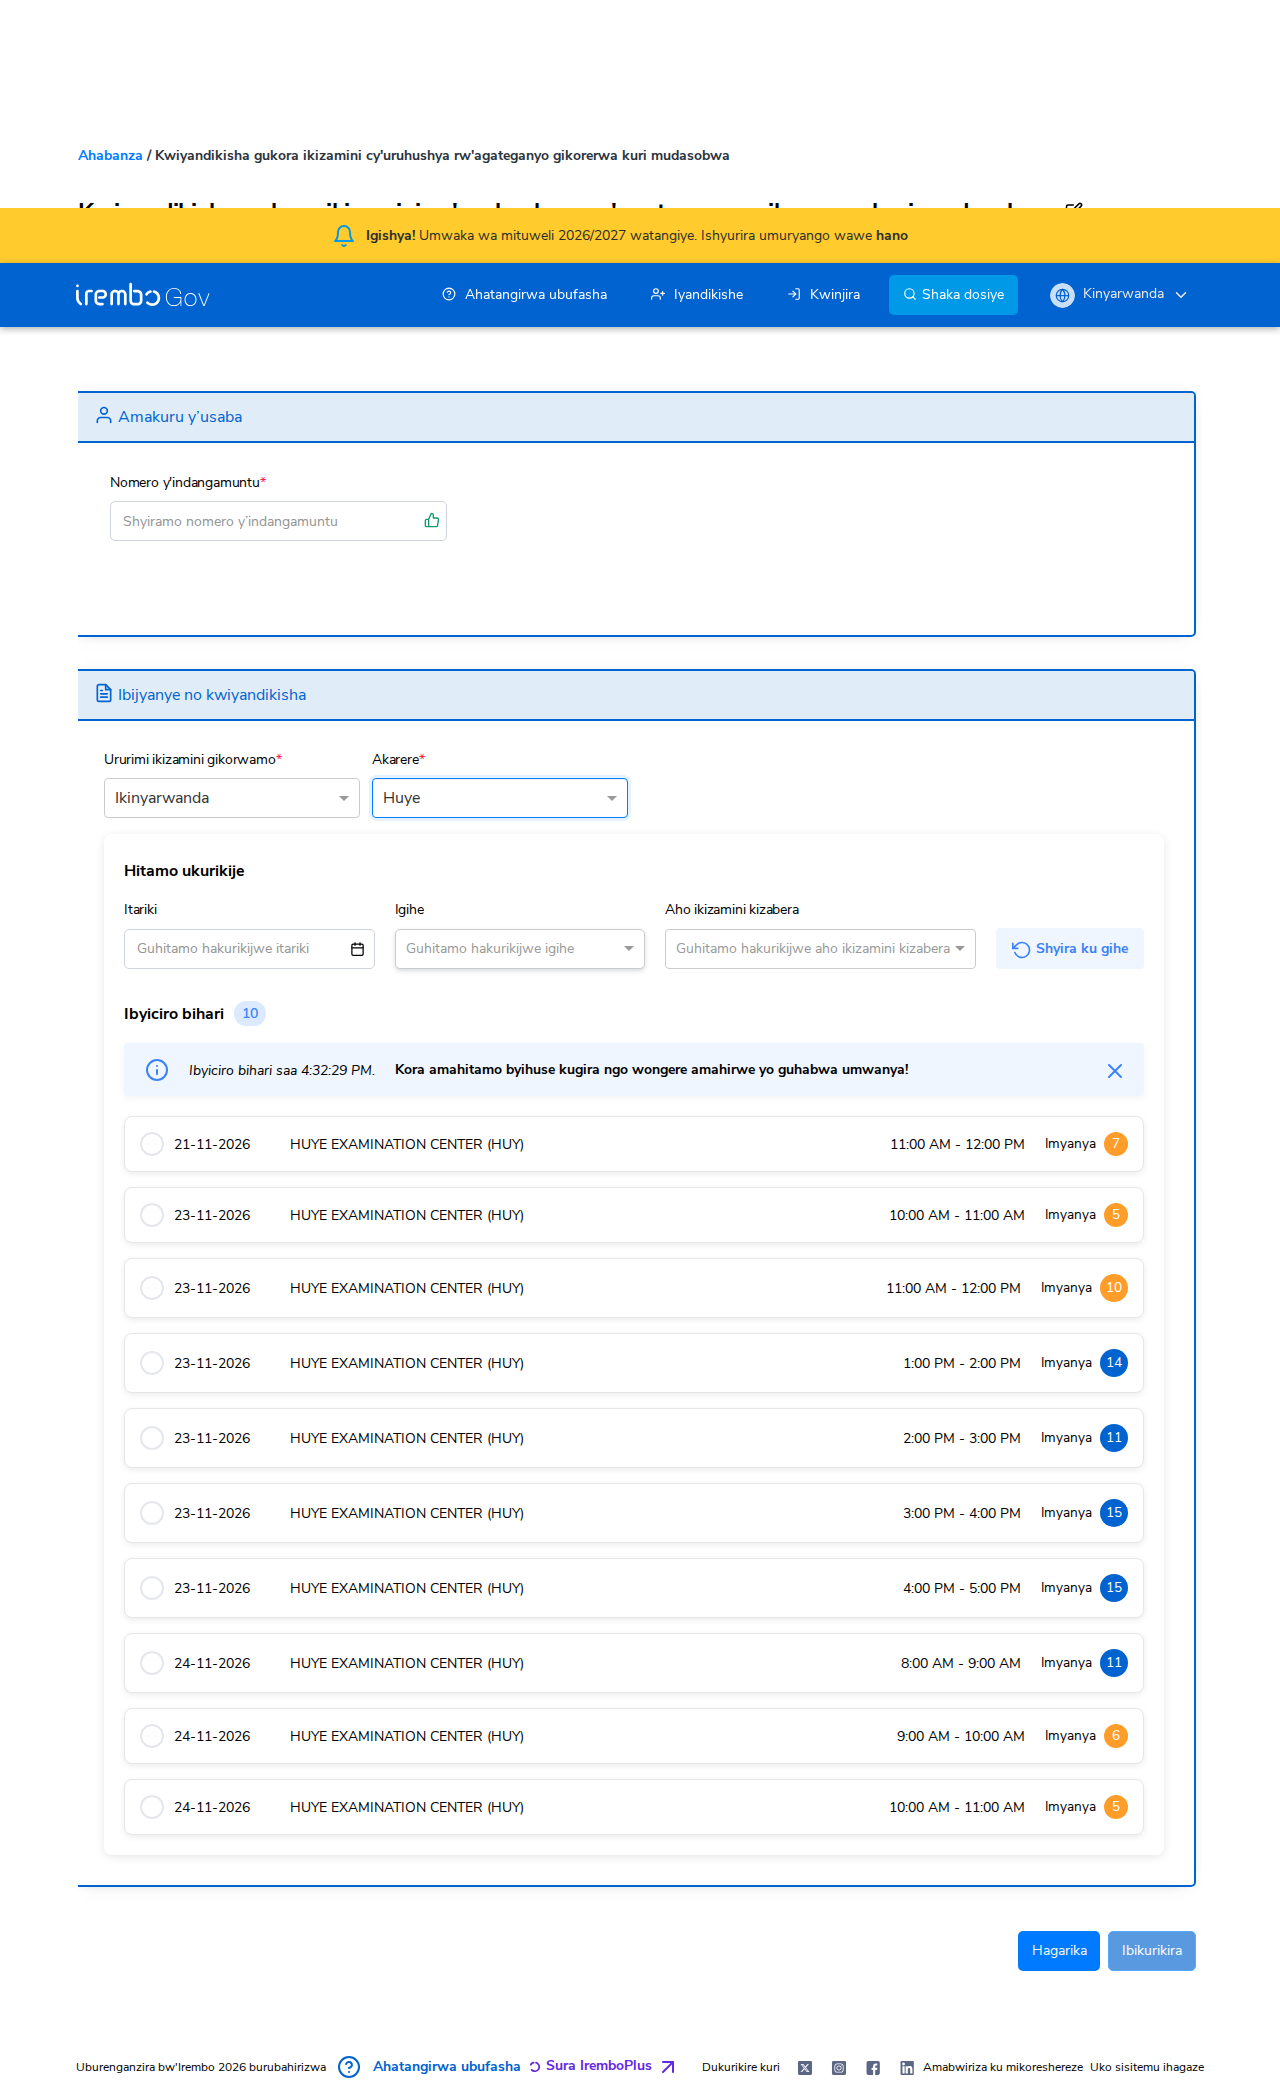 Ahabanza / Kwiyandikisha gukora ikizamini cy'uruhushya rw'agateganyo gikorerwa kuri mudasobwa
Igishya! Umwaka wa mituweli 2026/2027 watangiye. Ishyurira umuryango wawe hano
irembo Gov
Ahatangirwa ubufasha
Iyandikishe
Kwinjira
Shaka dosiye
Kinyarwanda
Amakuru y’usaba
Nomero y'indangamuntu*
Shyiramo nomero y’indangamuntu
Ibijyanye no kwiyandikisha
Ururimi ikizamini gikorwamo* Akarere*
Ikinyarwanda Huye
Hitamo ukurikije
Itariki Igihe Aho ikizamini kizabera
Guhitamo hakurikijwe itariki Guhitamo hakurikijwe igihe Guhitamo hakurikijwe aho ikizamini kizabera Shyira ku gihe
Ibyiciro bihari 10
Ibyiciro bihari saa 4:32:29 PM. Kora amahitamo byihuse kugira ngo wongere amahirwe yo guhabwa umwanya!
21-11-2026 HUYE EXAMINATION CENTER (HUY) 11:00 AM - 12:00 PM Imyanya 7
23-11-2026 HUYE EXAMINATION CENTER (HUY) 10:00 AM - 11:00 AM Imyanya 5
23-11-2026 HUYE EXAMINATION CENTER (HUY) 11:00 AM - 12:00 PM Imyanya 10
23-11-2026 HUYE EXAMINATION CENTER (HUY) 1:00 PM - 2:00 PM Imyanya 14
23-11-2026 HUYE EXAMINATION CENTER (HUY) 2:00 PM - 3:00 PM Imyanya 11
23-11-2026 HUYE EXAMINATION CENTER (HUY) 3:00 PM - 4:00 PM Imyanya 15
23-11-2026 HUYE EXAMINATION CENTER (HUY) 4:00 PM - 5:00 PM Imyanya 15
24-11-2026 HUYE EXAMINATION CENTER (HUY) 8:00 AM - 9:00 AM Imyanya 11
24-11-2026 HUYE EXAMINATION CENTER (HUY) 9:00 AM - 10:00 AM Imyanya 6
24-11-2026 HUYE EXAMINATION CENTER (HUY) 10:00 AM - 11:00 AM Imyanya 5
Hagarika Ibikurikira
Uburenganzira bw'Irembo 2026 burubahirizwa Ahatangirwa ubufasha Sura IremboPlus Dukurikire kuri Amabwiriza ku mikoreshereze Uko sisitemu ihagaze